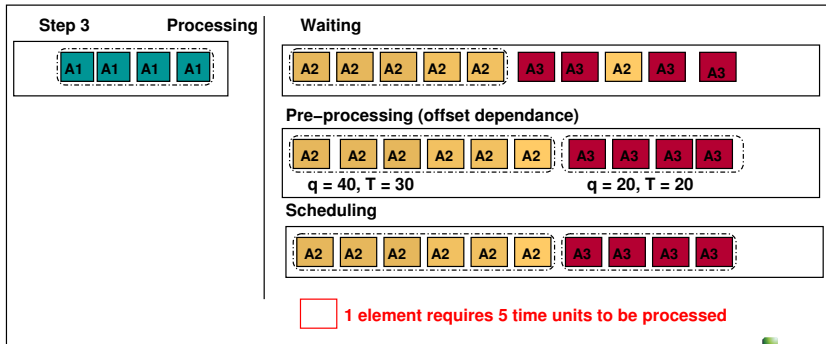 Step 3 Processing
A1 A1 A1 A1
Waiting
A2 A2 A2 A2 A2 A3 A3 A2 A3 A3
Pre-processing (offset dependance)
A2 A2 A2 A2 A2 A2 A3 A3 A3 A3
q = 40, T = 30 q = 20, T = 20
Scheduling
A2 A2 A2 A2 A2 A2 A3 A3 A3 A3
1 element requires 5 time units to be processed